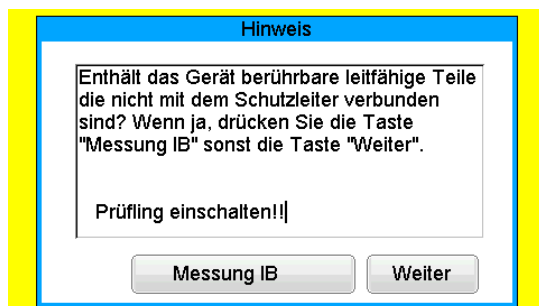 Hinweis
Enthält das Gerät berührbare leitfähige Teile
die nicht mit dem Schutzleiter verbunden
sind? Wenn ja, drücken Sie die Taste
"Messung IB" sonst die Taste "Weiter".
Prüfling einschalten!!
Messung IB
Weiter